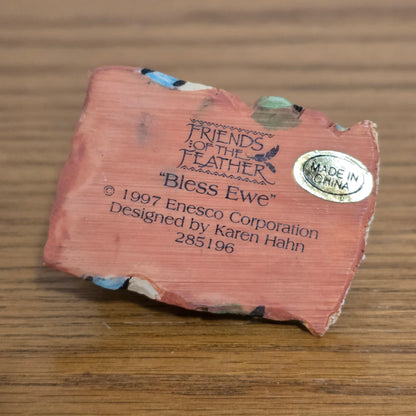 FRIENDS
OF THE
FEATHER
"Bless Ewe"
© 1997 Enesco Corporation
Designed by Karen Hahn
285196
MADE IN
CHINA